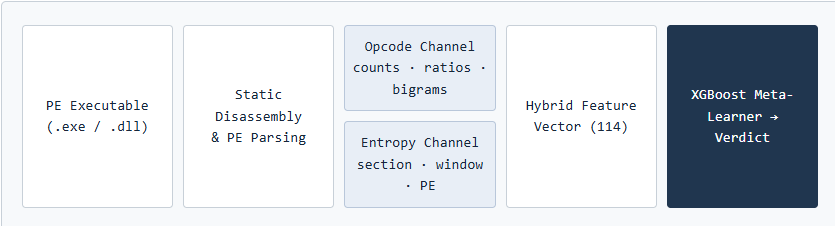 PE Executable
(.exe / .dll)
Static
Disassembly
& PE Parsing
Opcode Channel
counts · ratios ·
bigrams
Entropy Channel
section · window
· PE
Hybrid Feature
Vector (114)
XGBoost Meta-
Learner →
Verdict